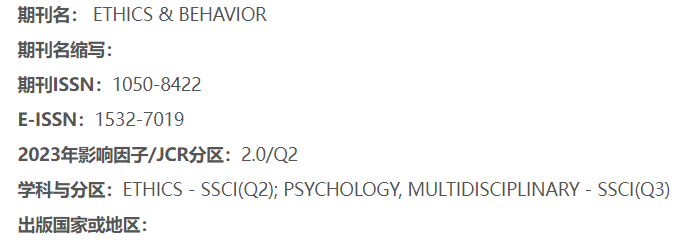 期刊名： ETHICS & BEHAVIOR
期刊名缩写：
期刊ISSN：1050-8422
E-ISSN：1532-7019
2023年影响因子/JCR分区：2.0/Q2
学科与分区：ETHICS - SSCI(Q2); PSYCHOLOGY, MULTIDISCIPLINARY - SSCI(Q3)
出版国家或地区：